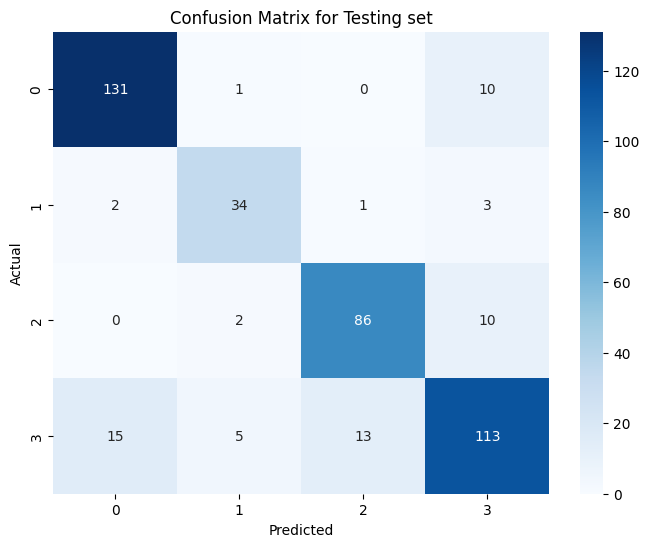 Confusion Matrix for Testing set
0 131 1 0 10
1 2 34 1 3
2 0 2 86 10
3 15 5 13 113
0 1 2 3
Predicted
Actual
120
100
80
60
40
20
0